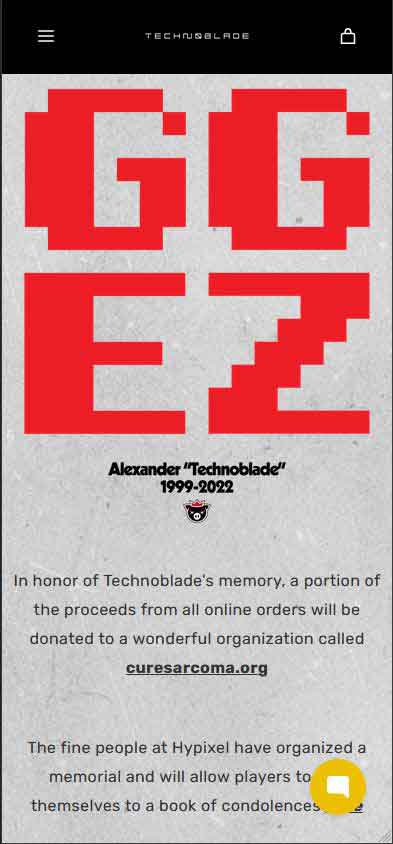 TECHNOBLADE
GG
EZ
Alexander "Technoblade"
1999-2022
In honor of Technoblade's memory, a portion of
the proceeds from all online orders will be
donated to a wonderful organization called
curesarcoma.org
The fine people at Hypixel have organized a
memorial and will allow players to
themselves to a book of condolences.